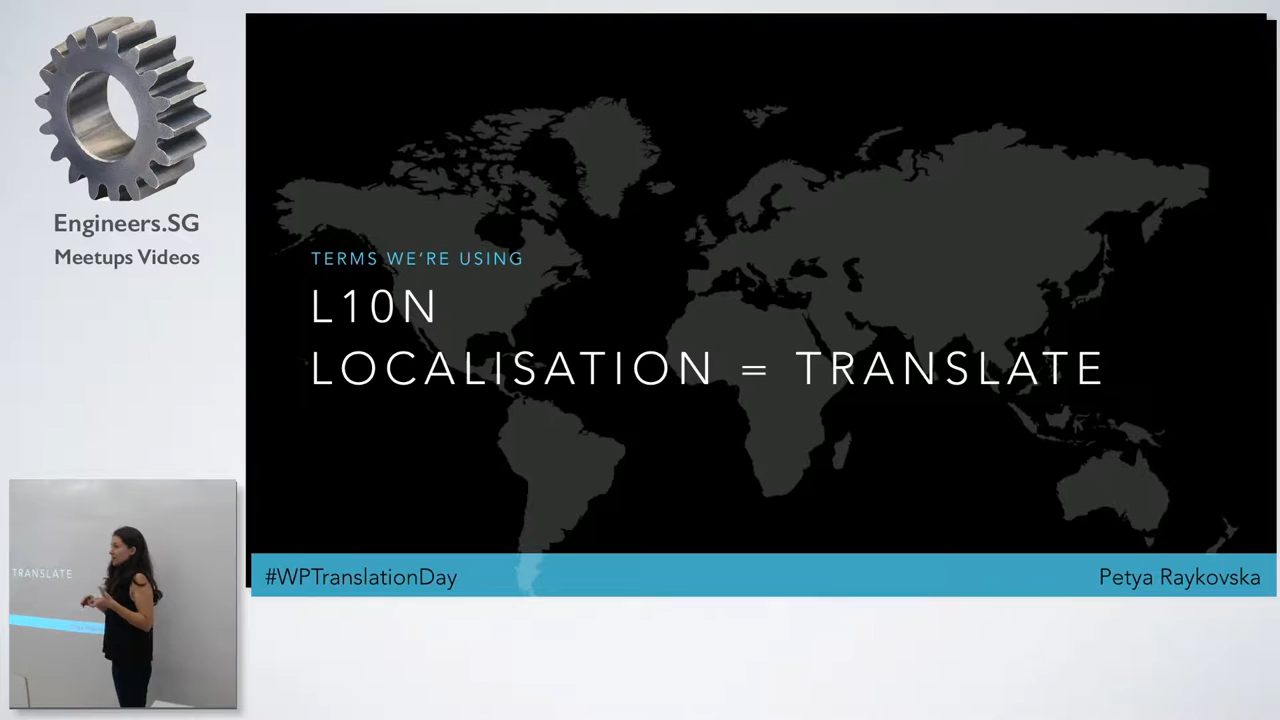 Engineers.SG
Meetups Videos
TERMS WE'RE USING
L10N
LOCALISATION = TRANSLATE
#WPTranslationDay
Petya Raykovska
TRANSLATE